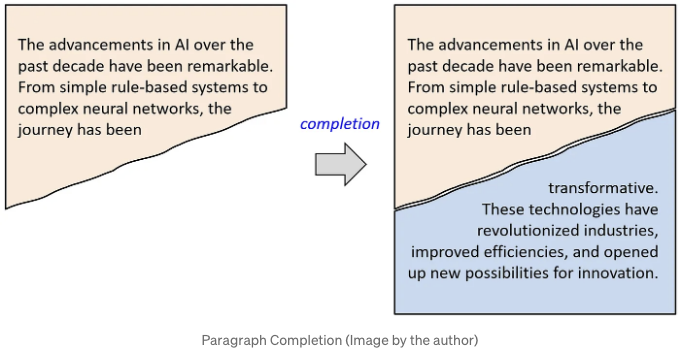 The advancements in AI over the
past decade have been remarkable.
From simple rule-based systems to
complex neural networks, the
journey has been
completion
The advancements in AI over the
past decade have been remarkable.
From simple rule-based systems to
complex neural networks, the
journey has been
transformative.
These technologies have
revolutionized industries,
improved efficiencies, and opened
up new possibilities for innovation.
Paragraph Completion (Image by the author)